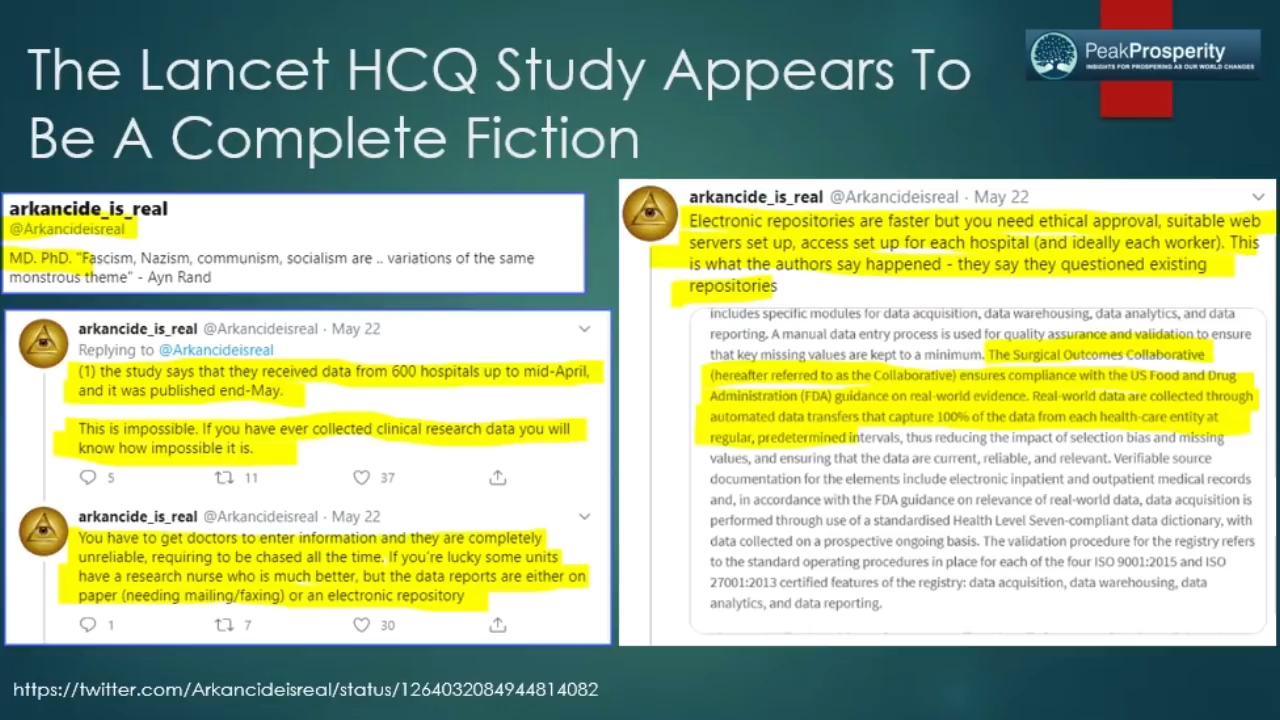 The Lancet HCQ Study Appears To
Be A Complete Fiction
PeakProsperity
INSIGHTS FOR PROSPERING AS OUR WORLD CHANGES
arkancide_is_real
@Arkancideisreal
MD. PhD. "Fascism, Nazism, communism, socialism are .. variations of the same
monstrous theme" - Ayn Rand
arkancide_is_real @Arkancideisreal · May 22
Replying to @Arkancideisreal
(1) the study says that they received data from 600 hospitals up to mid-April,
and it was published end-May.
This is impossible. If you have ever collected clinical research data you will
know how impossible it is.
5 11 37
arkancide_is_real @Arkancideisreal · May 22
You have to get doctors to enter information and they are completely
unreliable, requiring to be chased all the time. If you're lucky some units
have a research nurse who is much better, but the data reports are either on
paper (needing mailing/faxing) or an electronic repository
1 7 30
arkancide_is_real @Arkancideisreal · May 22
Electronic repositories are faster but you need ethical approval, suitable web
servers set up, access set up for each hospital (and ideally each worker). This
is what the authors say happened - they say they questioned existing
repositories
includes specific modules for data acquisition, data warehousing, data analytics, and data
reporting. A manual data entry process is used for quality assurance and validation to ensure
that key missing values are kept to a minimum. The Surgical Outcomes Collaborative
(hereafter referred to as the Collaborative) ensures compliance with the US Food and Drug
Administration (FDA) guidance on real-world evidence. Real-world data are collected through
automated data transfers that capture 100% of the data from each health-care entity at
regular, predetermined intervals, thus reducing the impact of selection bias and missing
values, and ensuring that the data are current, reliable, and relevant. Verifiable source
documentation for the elements include electronic inpatient and outpatient medical records
and, in accordance with the FDA guidance on relevance of real-world data, data acquisition is
performed through use of a standardised Health Level Seven-compliant data dictionary, with
data collected on a prospective ongoing basis. The validation procedure for the registry refers
to the standard operating procedures in place for each of the four ISO 9001:2015 and ISO
27001:2013 certified features of the registry: data acquisition, data warehousing, data
analytics, and data reporting.
https://twitter.com/Arkancideisreal/status/1264032084944814082